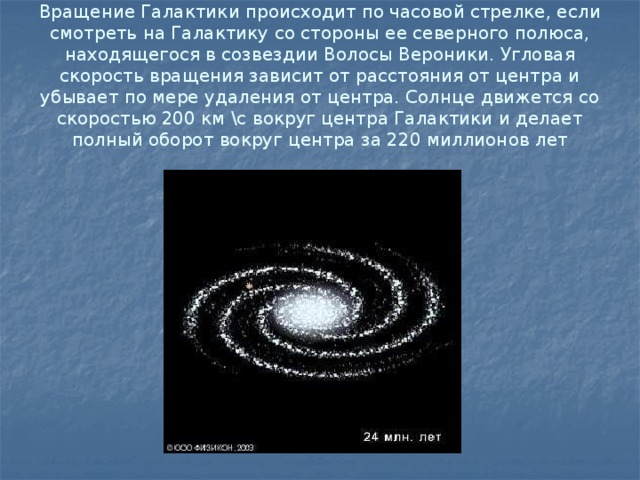 Вращение Галактики происходит по часовой стрелке, если
смотреть на Галактику со стороны ее северного полюса,
находящегося в созвездии Волосы Вероники. Угловая
скорость вращения зависит от расстояния от центра и
убывает по мере удаления от центра. Солнце движется со
скоростью 200 км \с вокруг центра Галактики и делает
полный оборот вокруг центра за 220 миллионов лет
24 млн. лет
© ООО ФИЗИКОН, 2003